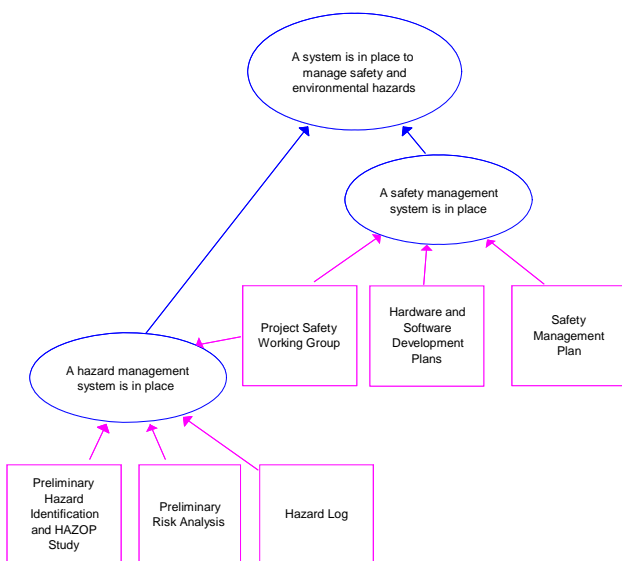 A system is in place to
manage safety and
environmental hazards
A safety management
system is in place
Project Safety
Working Group
Hardware and
Software
Development
Plans
Safety
Management
Plan
A hazard management
system is in place
Preliminary
Hazard
Identification
and HAZOP
Study
Preliminary
Risk Analysis
Hazard Log